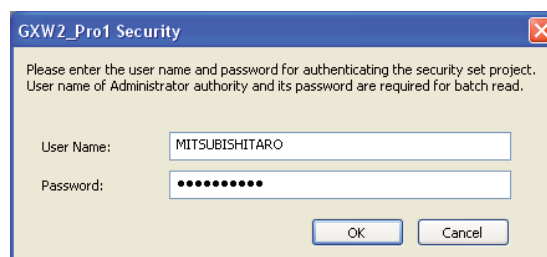 GXW2_Pro1 Security
Please enter the user name and password for authenticating the security set project.
User name of Administrator authority and its password are required for batch read.
User Name:
MITSUBISHITARO
Password:
●●●●●●●●●●
OK
Cancel